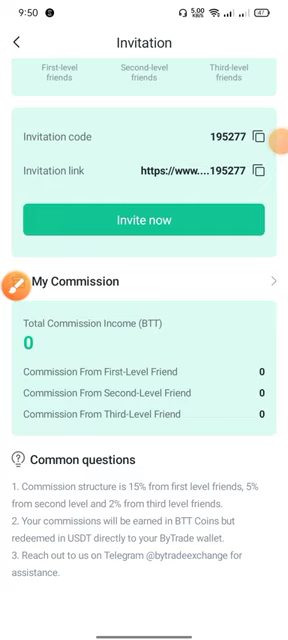 9:50
5.00
KB/S
47
Invitation
First-level
friends
Second-level
friends
Third-level
friends
Invitation code 195277
Invitation link https://www....195277
Invite now
My Commission
Total Commission Income (BTT)
0
Commission From First-Level Friend 0
Commission From Second-Level Friend 0
Commission From Third-Level Friend 0
Common questions
1. Commission structure is 15% from first level friends, 5%
from second level and 2% from third level friends.
2. Your commissions will be earned in BTT Coins but
redeemed in USDT directly to your ByTrade wallet.
3. Reach out to us on Telegram @bytradeexchange for
assistance.